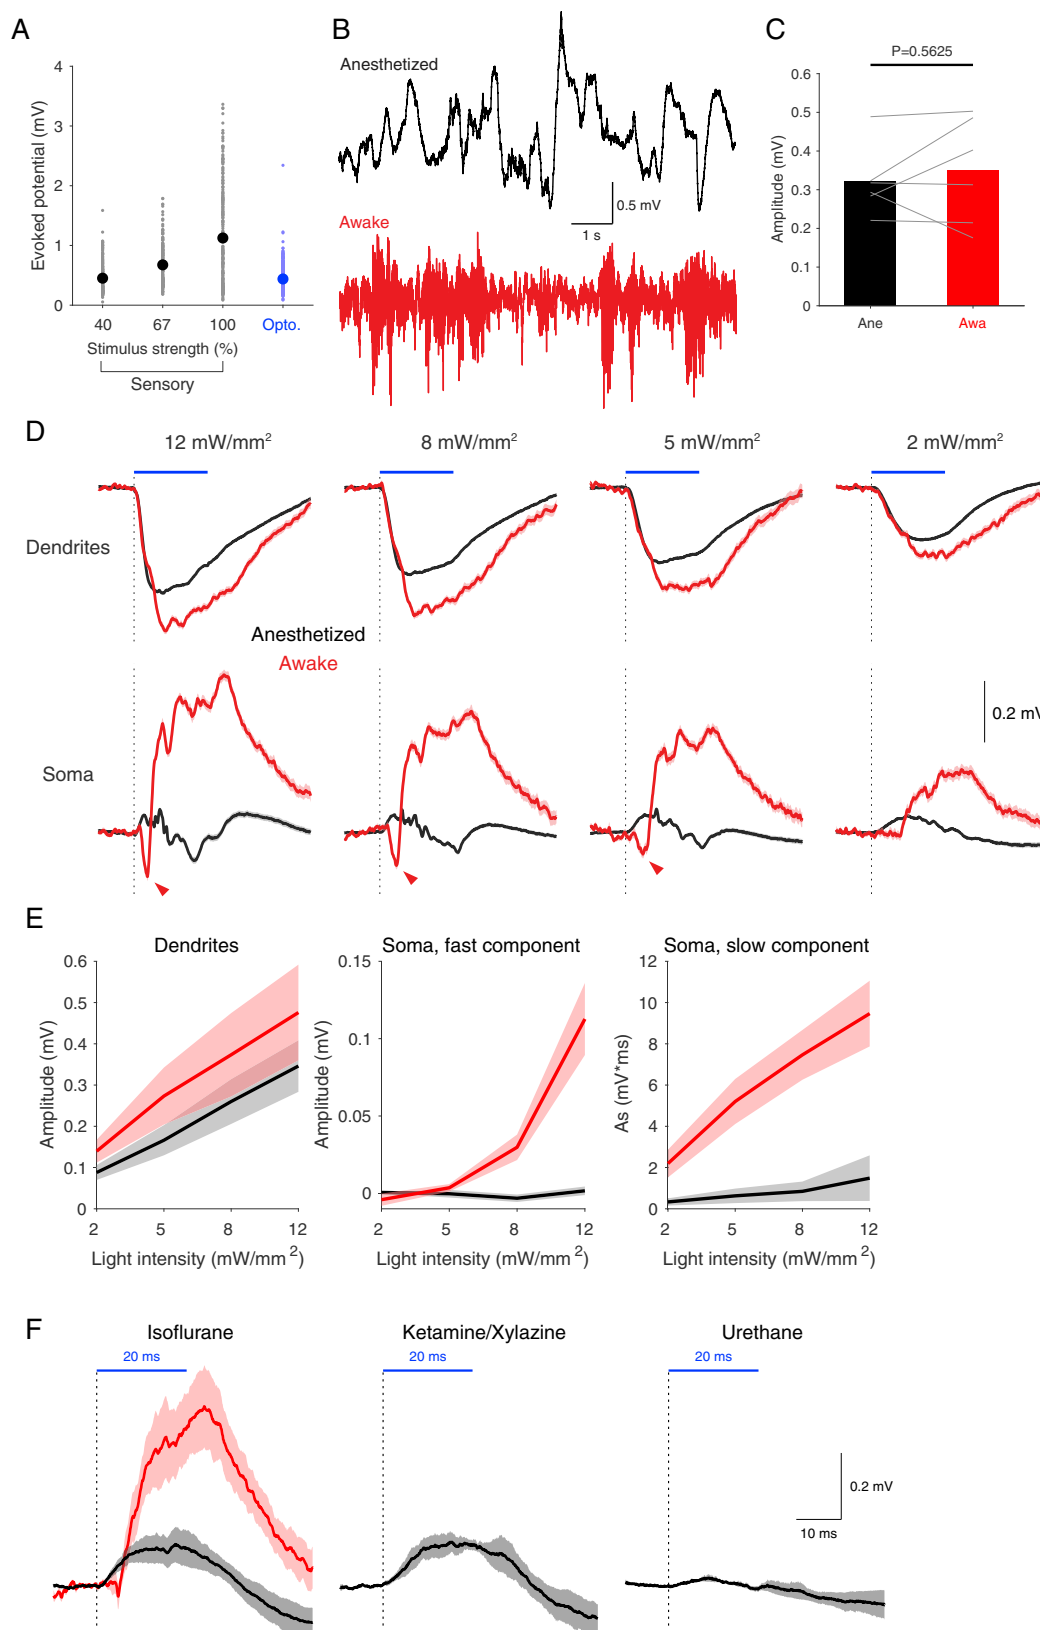 A
Evoked potential (mV)
4
3
2
1
0
40
67
100
Opto.
Stimulus strength (%)
Sensory
B
Anesthetized
0.5 mV
1 s
Awake
C
P=0.5625
Amplitude (mV)
0.6
0.5
0.4
0.3
0.2
0.1
0
Ane
Awa
D
12 mW/mm²
8 mW/mm²
5 mW/mm²
2 mW/mm²
Dendrites
Anesthetized
Awake
Soma
0.2 mV
E
Dendrites
Amplitude (mV)
0.6
0.5
0.4
0.3
0.2
0.1
0
2
5
8
12
Light intensity (mW/mm²)
Soma, fast component
Amplitude (mV)
0.15
0.1
0.05
0
2
5
8
12
Light intensity (mW/mm²)
Soma, slow component
As (mV*ms)
12
10
8
6
4
2
0
2
5
8
12
Light intensity (mW/mm²)
F
Isoflurane
20 ms
Ketamine/Xylazine
20 ms
Urethane
20 ms
0.2 mV
10 ms